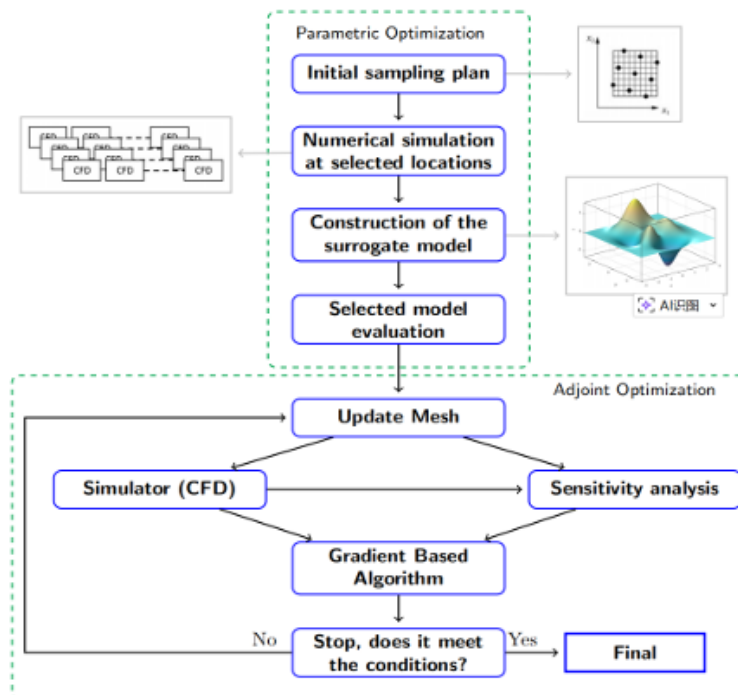 Parametric Optimization
Initial sampling plan
x₁
CFD
CFD
CFD
CFD
CFD
CFD
Numerical simulation
at selected locations
Construction of the
surrogate model
AI识图
Selected model
evaluation
Adjoint Optimization
Update Mesh
Simulator (CFD)
Sensitivity analysis
Gradient Based
Algorithm
No
Stop, does it meet
the conditions?
Yes
Final